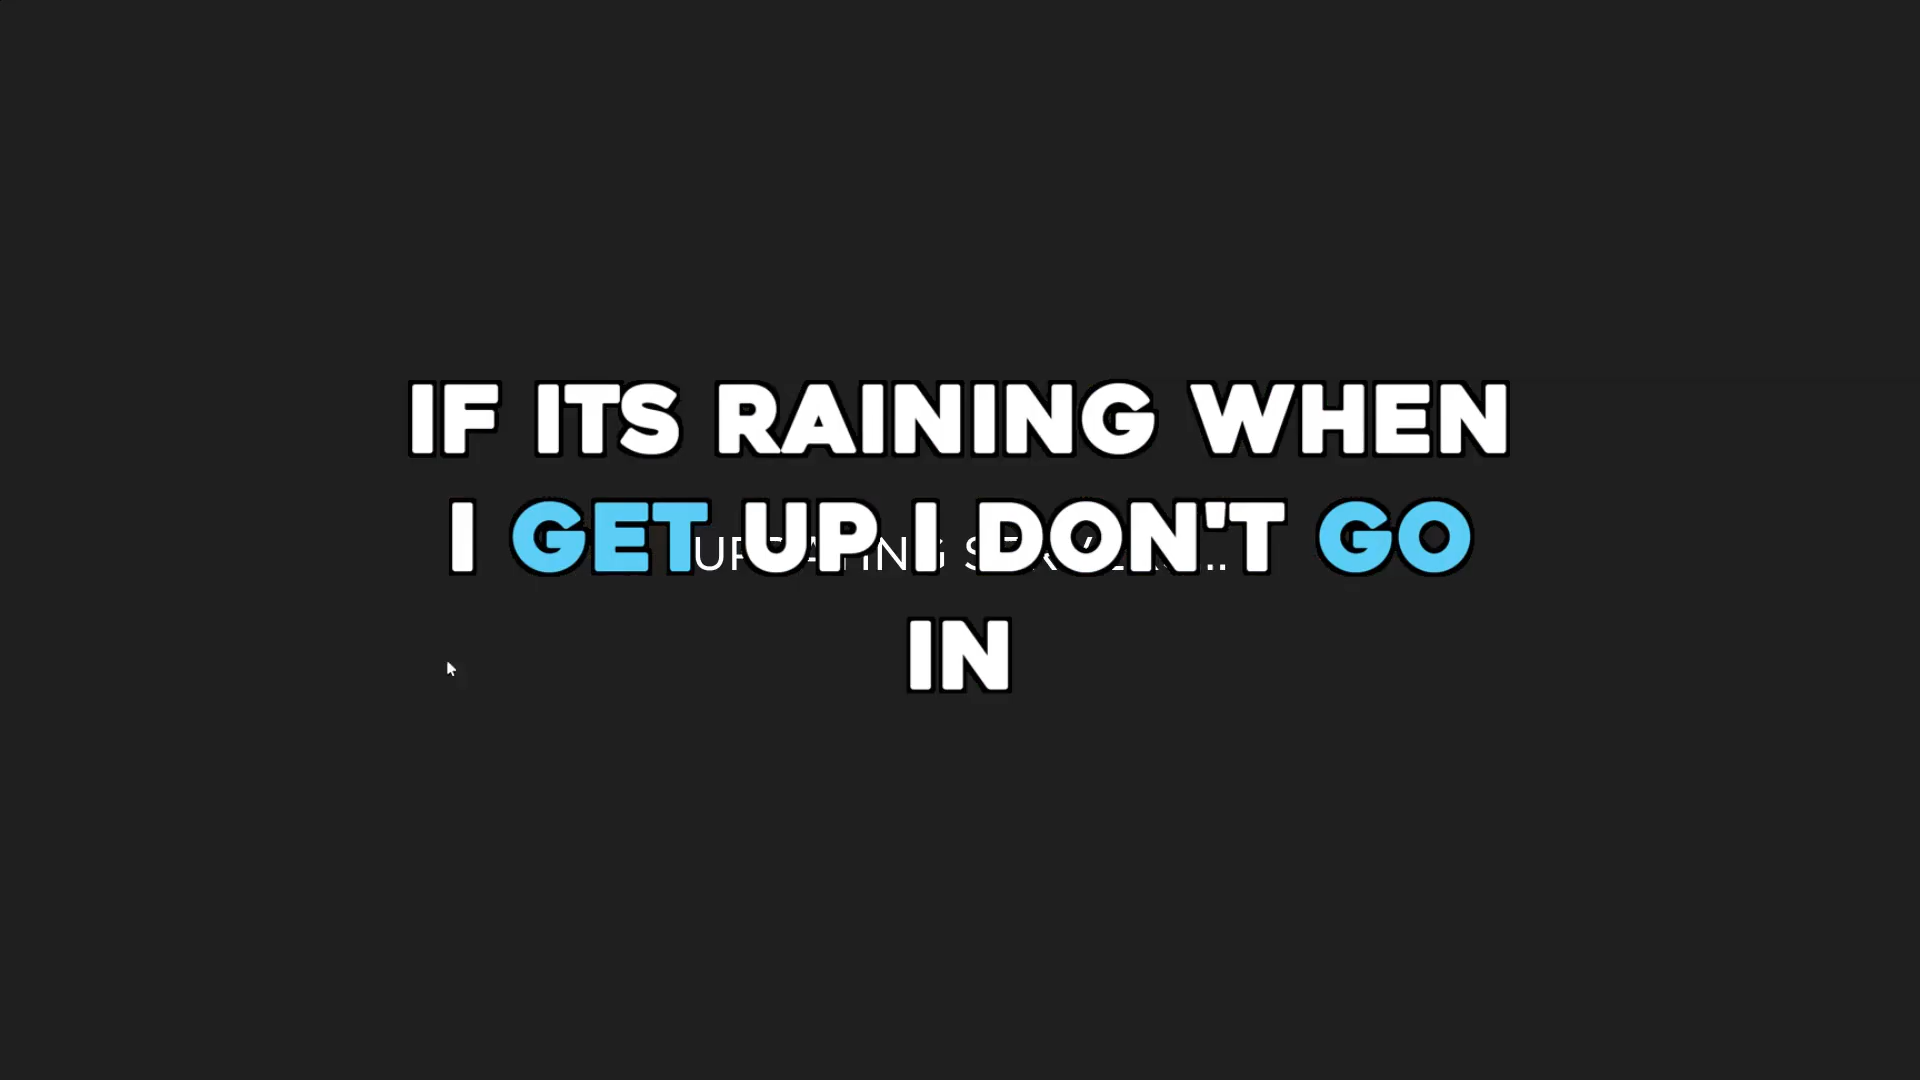 IF ITS RAINING WHEN
I GET UP I DON'T GO
IN